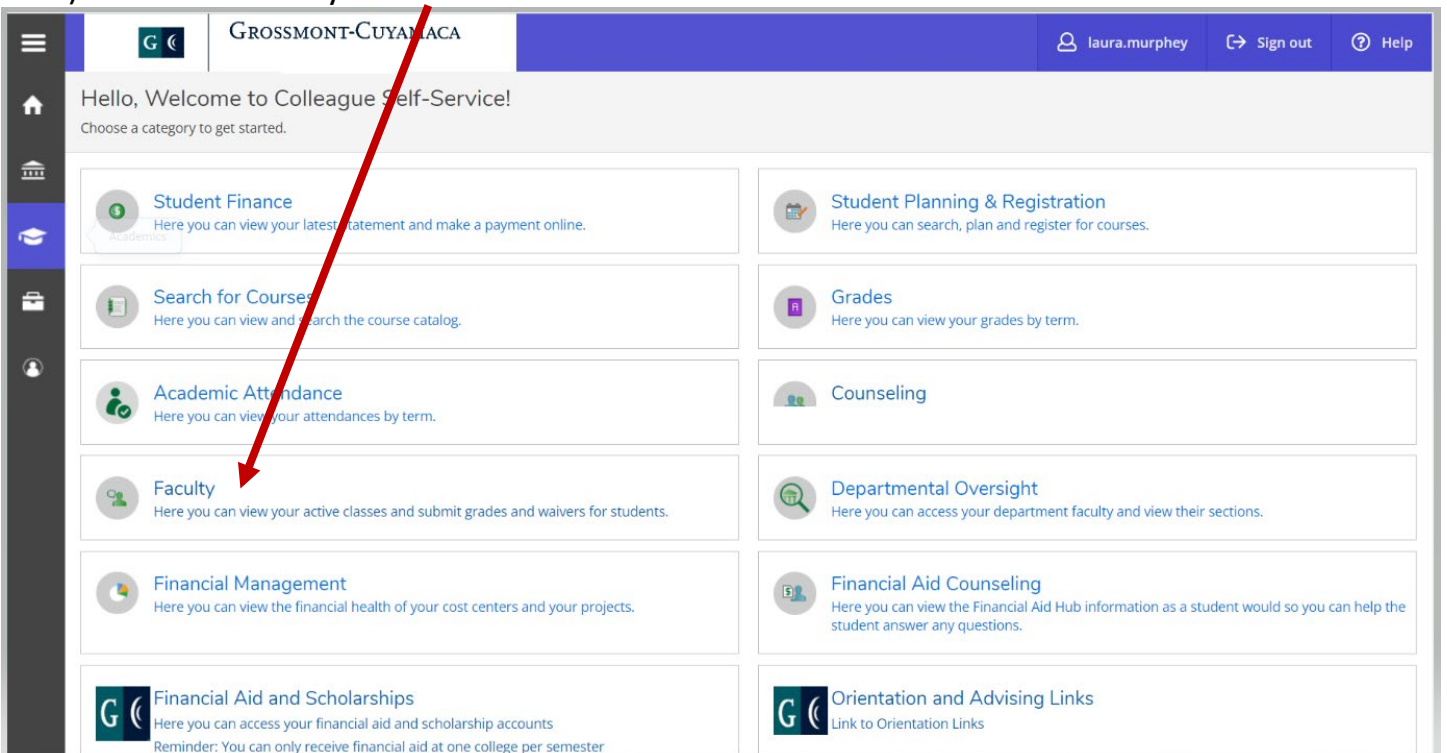 G
GROSSMONT-CUYAMACA
laura.murphey
Sign out
Help
Hello, Welcome to Colleague Self-Service!
Choose a category to get started.
Student Finance
Here you can view your latest statement and make a payment online.
Academics
Student Planning & Registration
Here you can search, plan and register for courses.
Search for Courses
Here you can view and search the course catalog.
Grades
Here you can view your grades by term.
Academic Attendance
Here you can view your attendances by term.
Counseling
Faculty
Here you can view your active classes and submit grades and waivers for students.
Departmental Oversight
Here you can access your department faculty and view their sections.
Financial Management
Here you can view the financial health of your cost centers and your projects.
Financial Aid Counseling
Here you can view the Financial Aid Hub information as a student would so you can help the
student answer any questions.
G
Financial Aid and Scholarships
Here you can access your financial aid and scholarship accounts
Reminder: You can only receive financial aid at one college per semester
G
Orientation and Advising Links
Link to Orientation Links